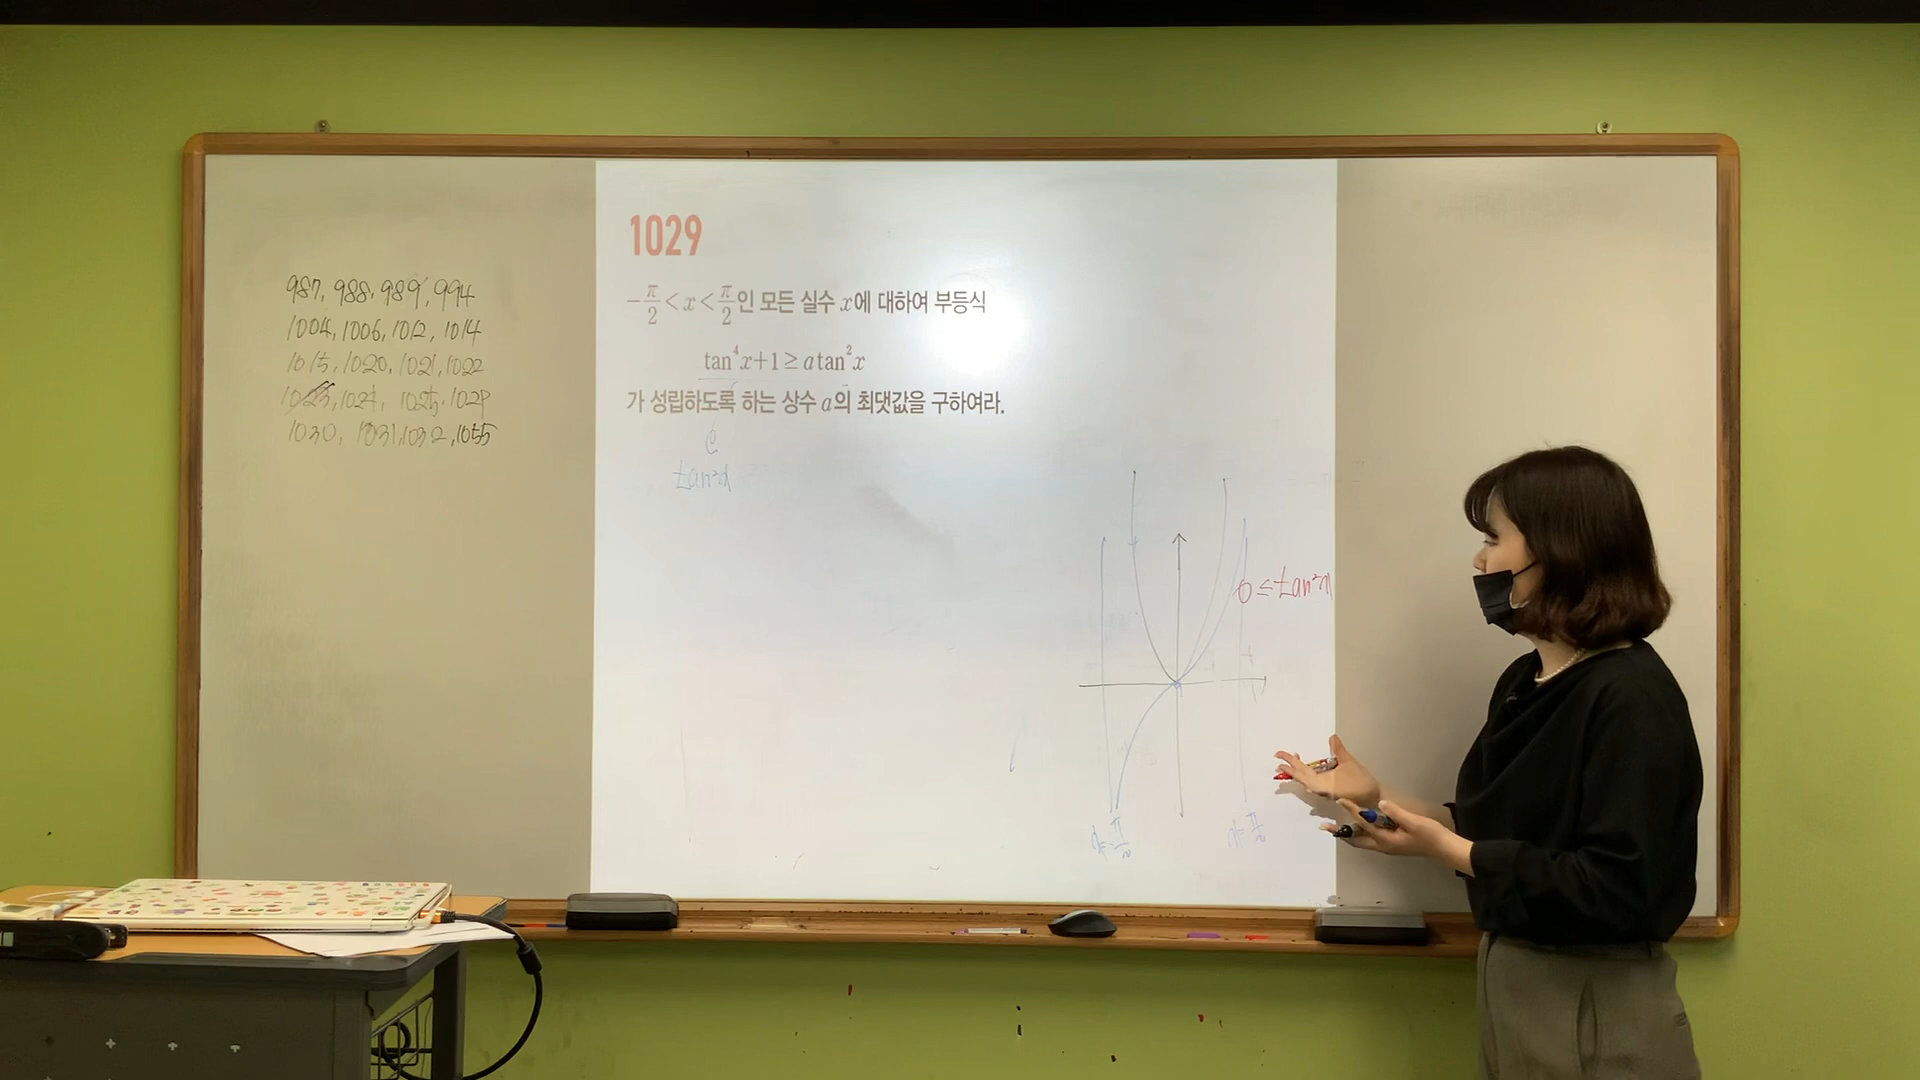 987, 988, 989, 994
1004, 1006, 1012, 1014
1015, 1020, 1021, 1022
1023, 1024, 1025, 1029
1030, 1031, 1032, 1055
1029
-π/2 < x < π/2인 모든 실수 x에 대하여 부등식
tan⁴x+1≥a tan²x
가 성립하도록 하는 상수 a의 최댓값을 구하여라.
tan²x
0≤tan²x
x=-π/2
x=π/2